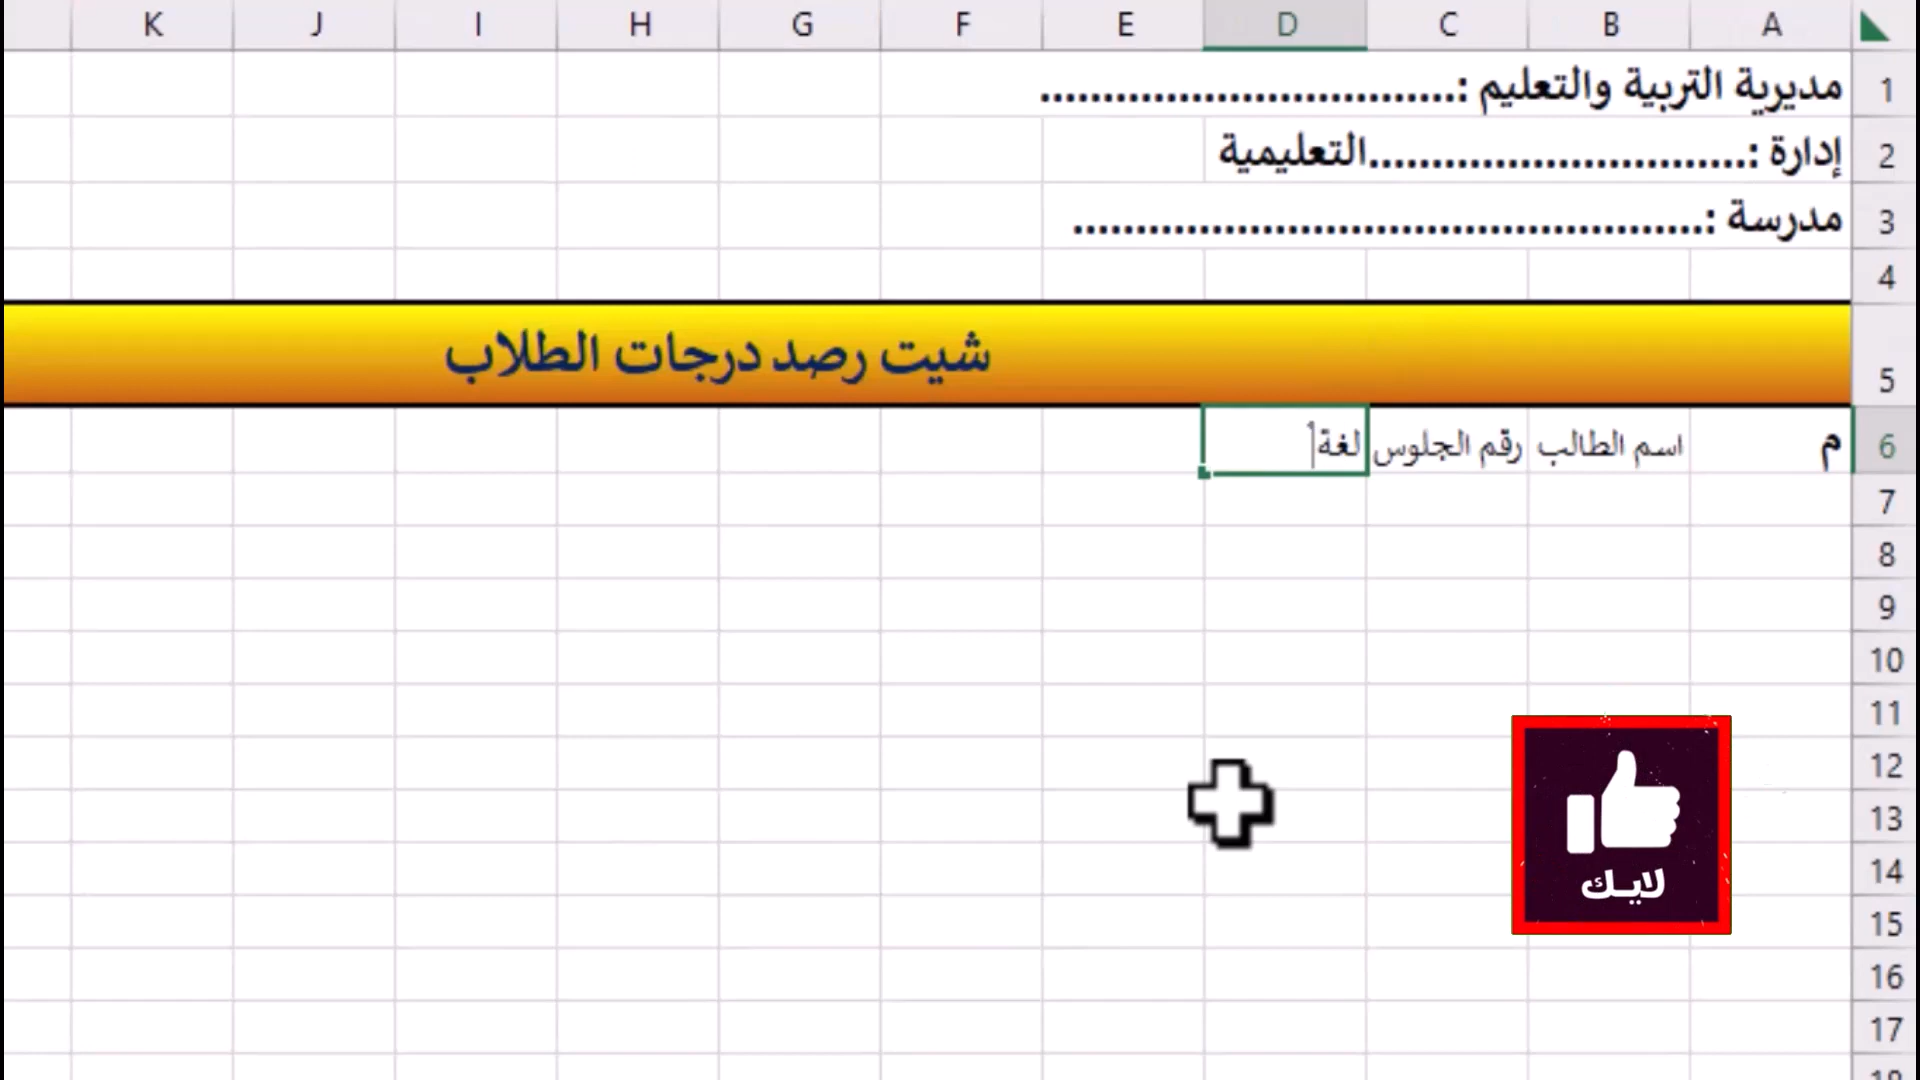 K J I H G F E D C B A
1 مديرية التربية والتعليم :.................................
2 إدارة :..............................التعليمية
3 مدرسة :..................................................
4
5 شيت رصد درجات الطلاب
6 م اسم الطالب رقم الجلوس لغة
7
8
9
10
11
12
13
14
15
16
17
18
لايك